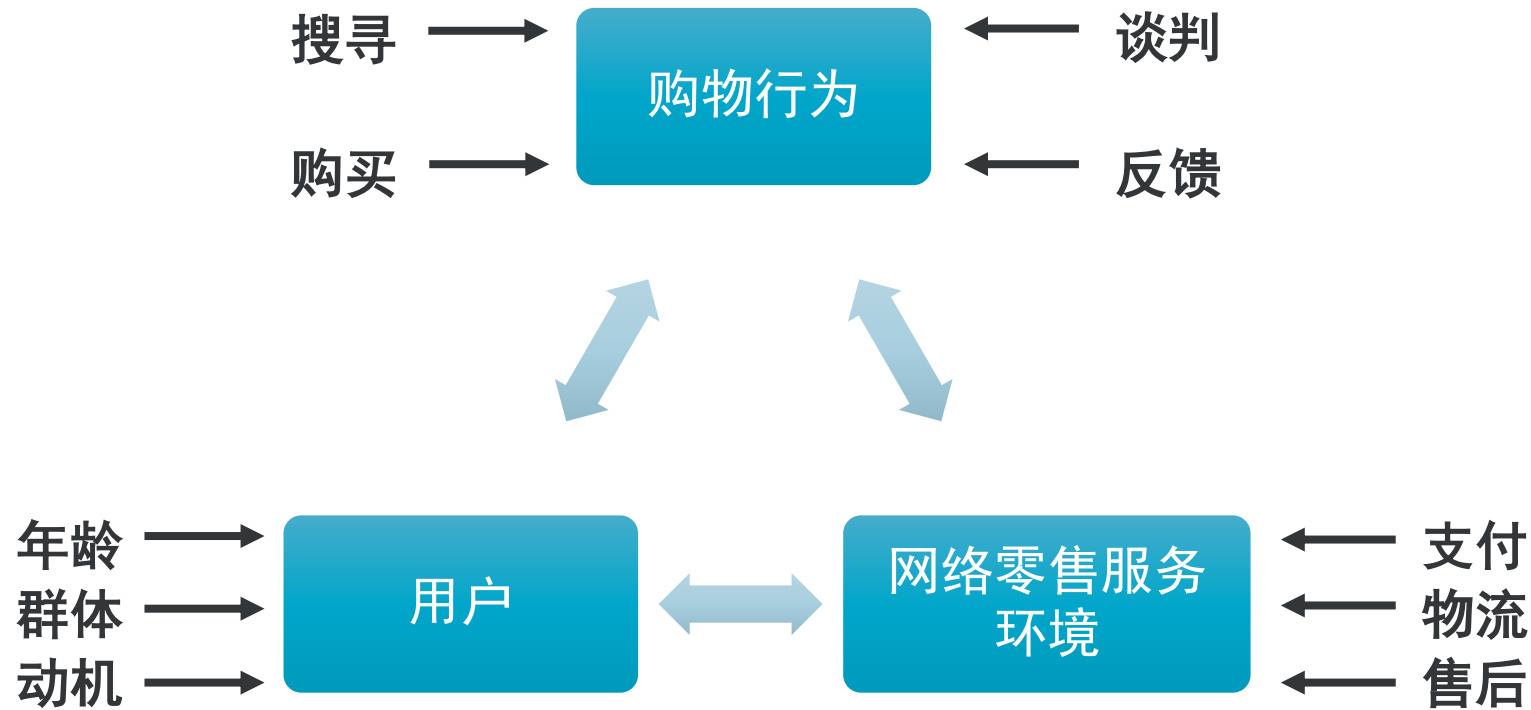 搜寻
谈判
购物行为
购买
反馈
年龄
群体
动机
用户
网络零售服务
环境
支付
物流
售后